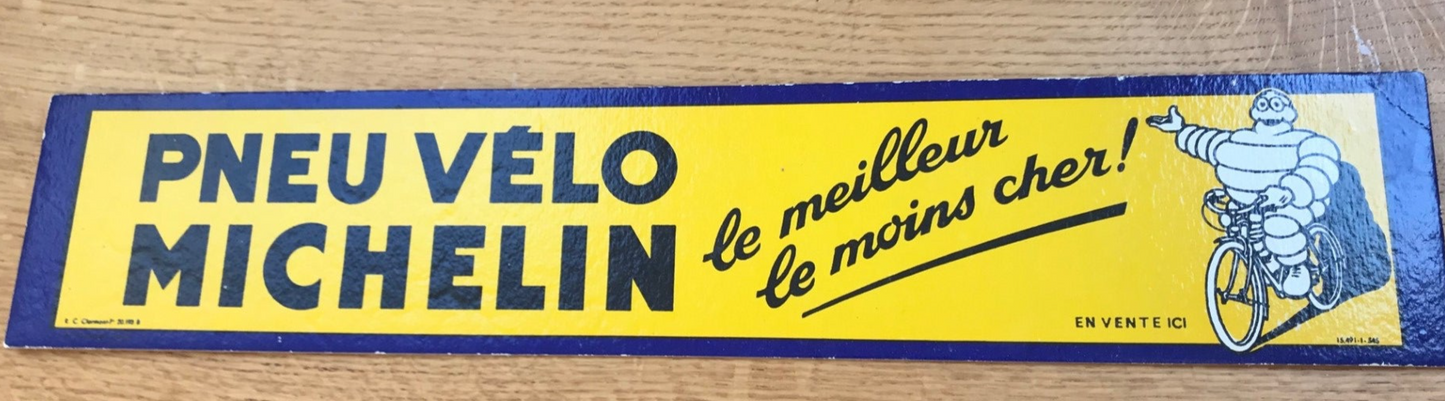 PNEU VÉLO
MICHELIN
le meilleur
le moins cher!
EN VENTE ICI